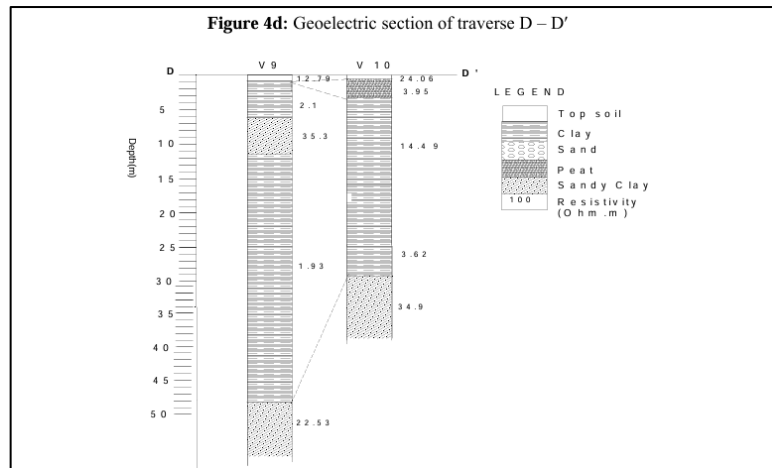 Figure 4d: Geoelectric section of traverse D – D′
D V 9 V 10 D '
12.79 24.06
3.95
2.1
35.3
14.49
1.93
3.62
34.9
22.53
Depth(m)
5
10
15
20
25
30
35
40
45
50
LEGEND
Top soil
Clay
Sand
Peat
Sandy Clay
100 Resistivity
(Ohm.m)